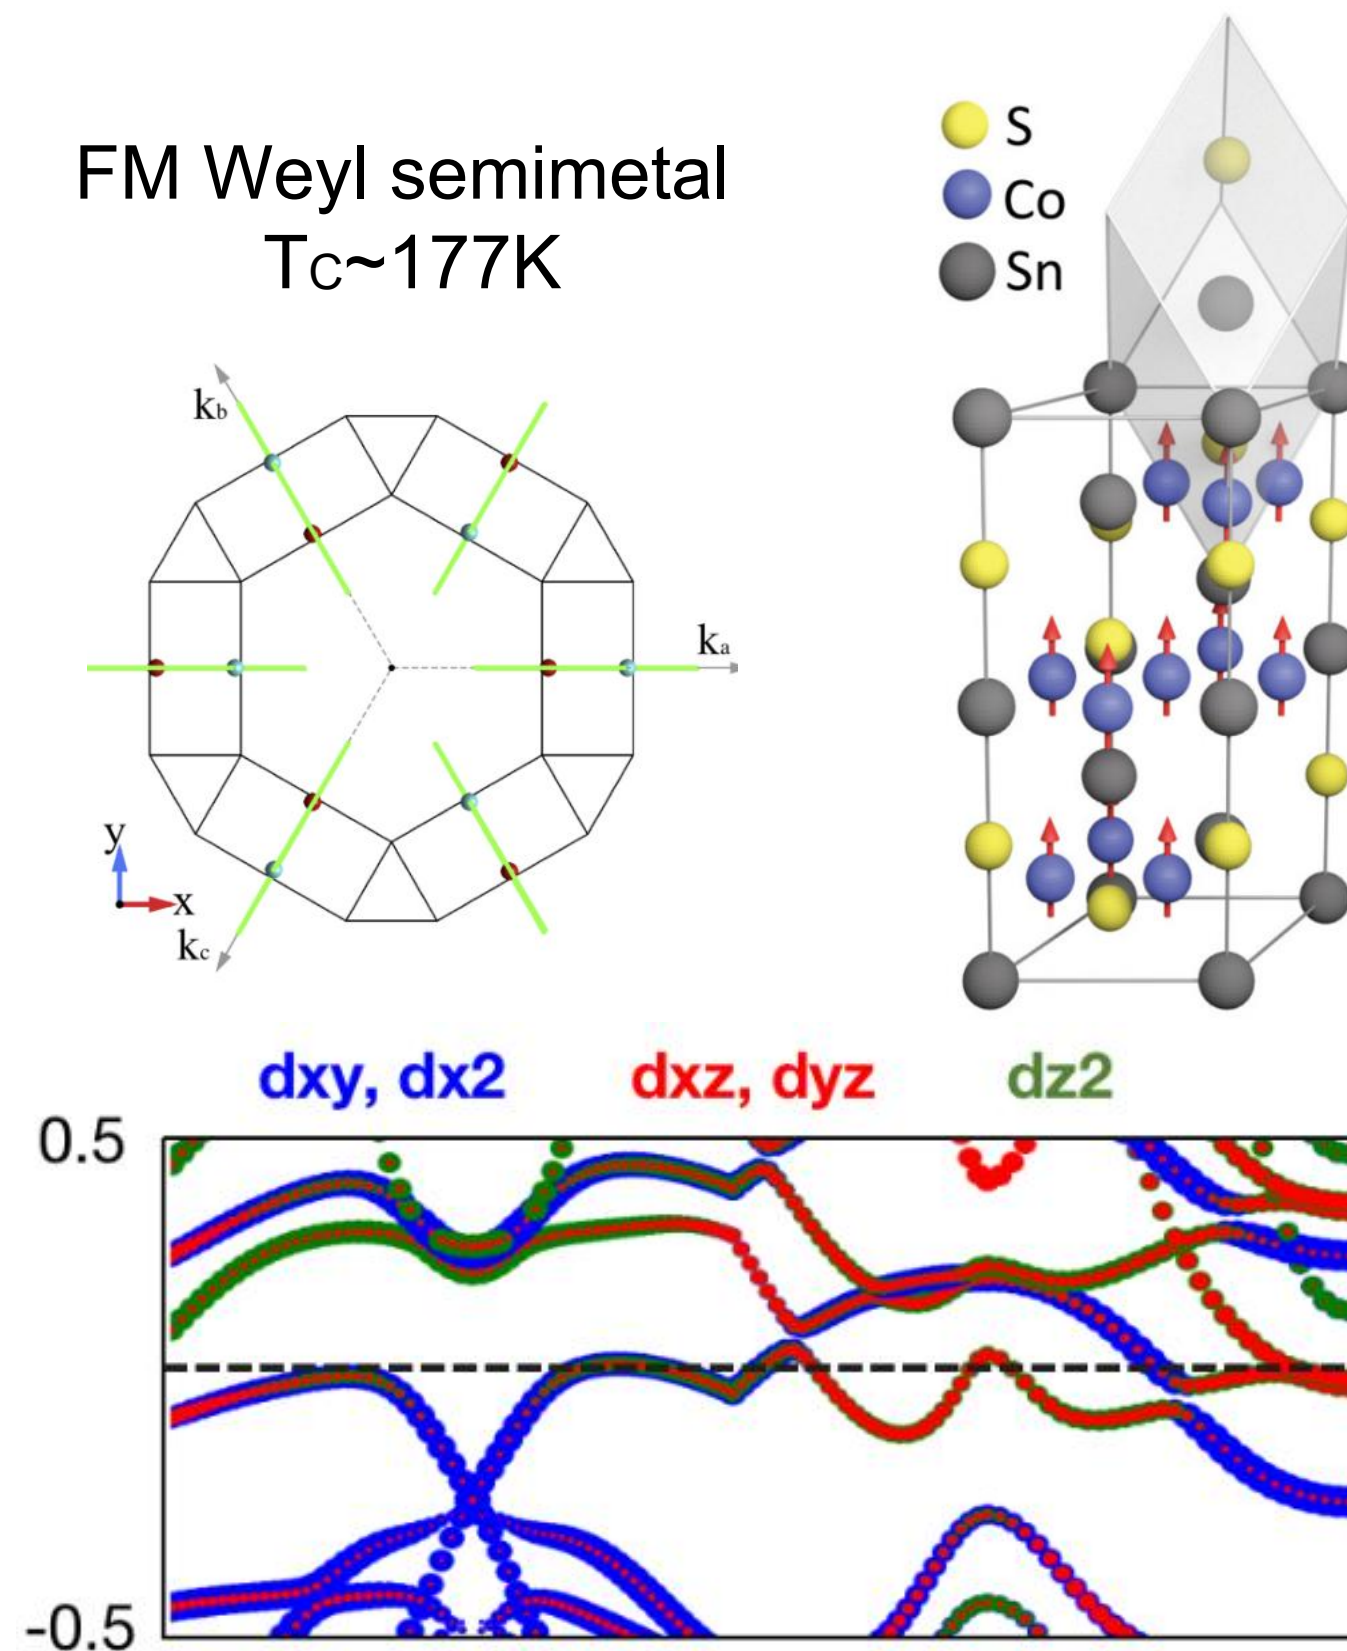 FM Weyl semimetal
TC~177K
S
Co
Sn
kb
ka
y
x
kc
dxy, dx2 dxz, dyz dz2
0.5
-0.5